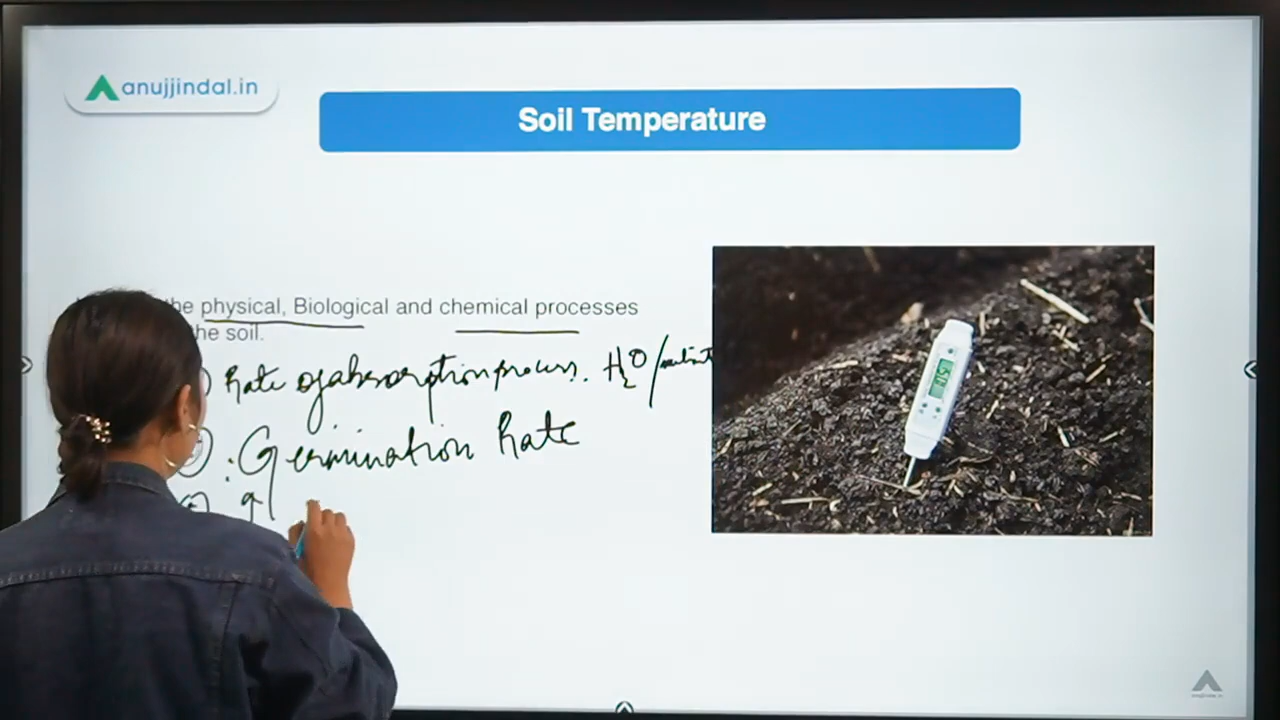 anujjindal.in
Soil Temperature
the physical, Biological and chemical processes
the soil.
Rate of absorption process. H₂O/
Germination Rate